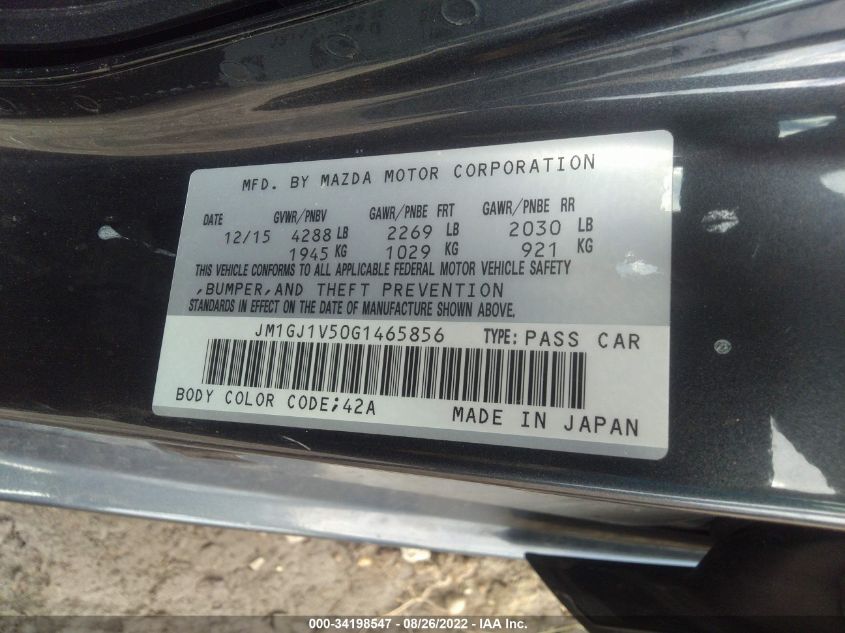 MFD. BY MAZDA MOTOR CORPORATION
DATE GVWR/PNBV GAWR/PNBE FRT GAWR/PNBE RR
12/15 4288 LB 2269 LB 2030 LB
1945 KG 1029 KG 921 KG
THIS VEHICLE CONFORMS TO ALL APPLICABLE FEDERAL MOTOR VEHICLE SAFETY
,BUMPER,AND THEFT PREVENTION
STANDARDS IN EFFECT ON THE DATE OF MANUFACTURE SHOWN ABOVE.
JM1GJ1V50G1465856 TYPE: PASS CAR
BODY COLOR CODE;42A MADE IN JAPAN
000-34198547 - 08/26/2022 - IAA Inc.